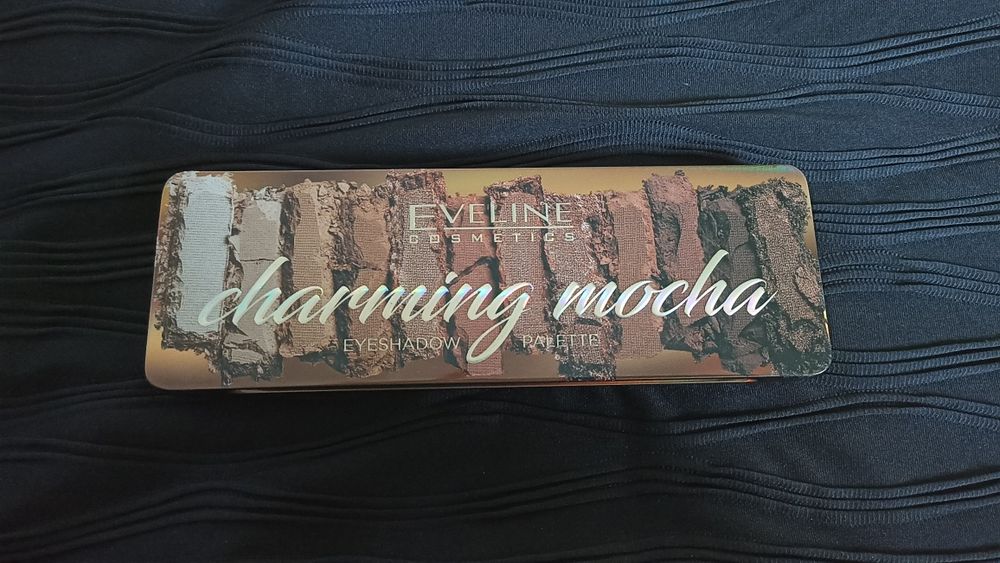 EVELINE
COSMETICS
charming mocha
EYESHADOW PALETTE